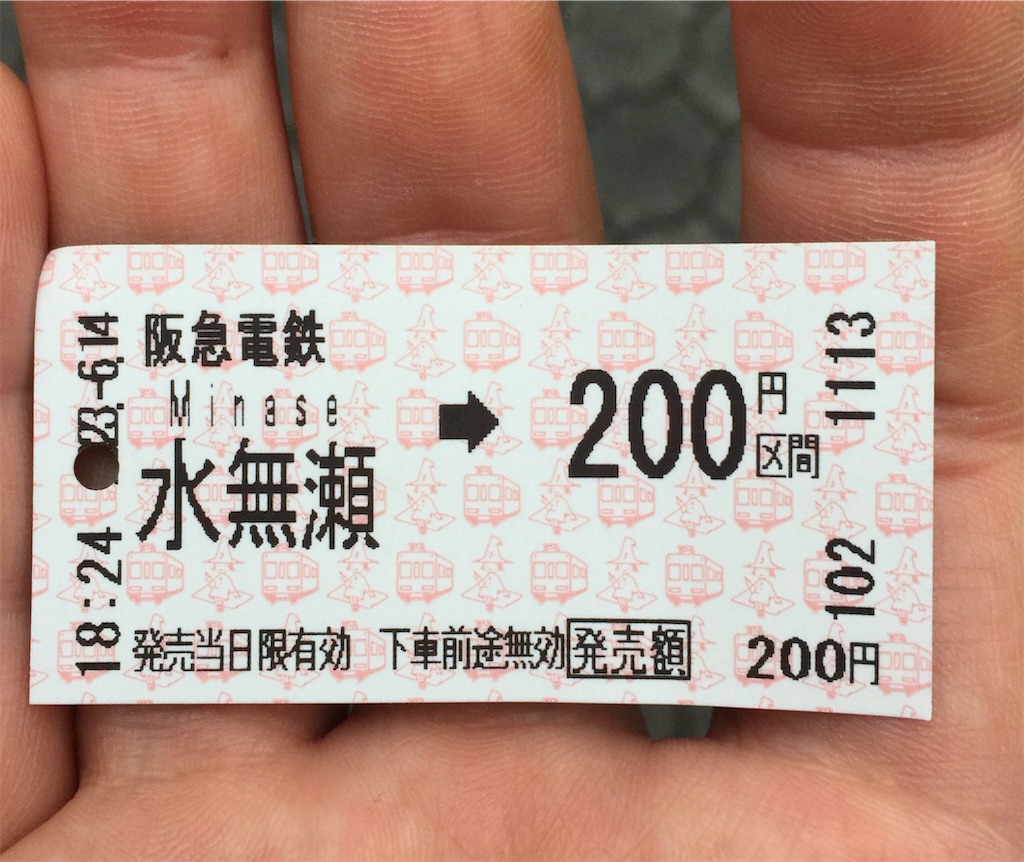 阪急電鉄
Minase
水無瀬 → 200円区間
発売当日限有効 下車前途無効 発売額 200円
18:24 23.-6.14
102 1113